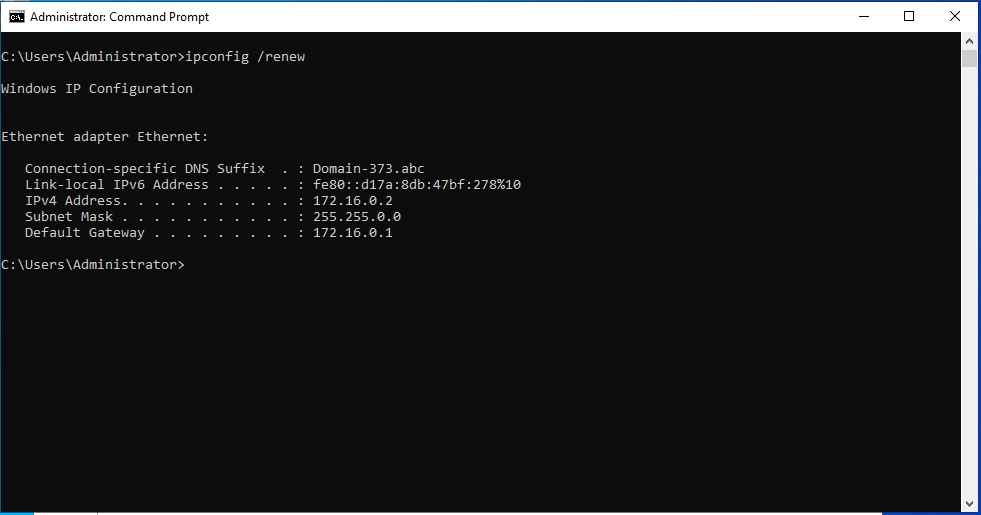 Administrator: Command Prompt
C:\Users\Administrator>ipconfig /renew
Windows IP Configuration
Ethernet adapter Ethernet:
   Connection-specific DNS Suffix  . : Domain-373.abc
   Link-local IPv6 Address . . . . . : fe80::d17a:8db:47bf:278%10
   IPv4 Address. . . . . . . . . . . : 172.16.0.2
   Subnet Mask . . . . . . . . . . . : 255.255.0.0
   Default Gateway . . . . . . . . . : 172.16.0.1
C:\Users\Administrator>